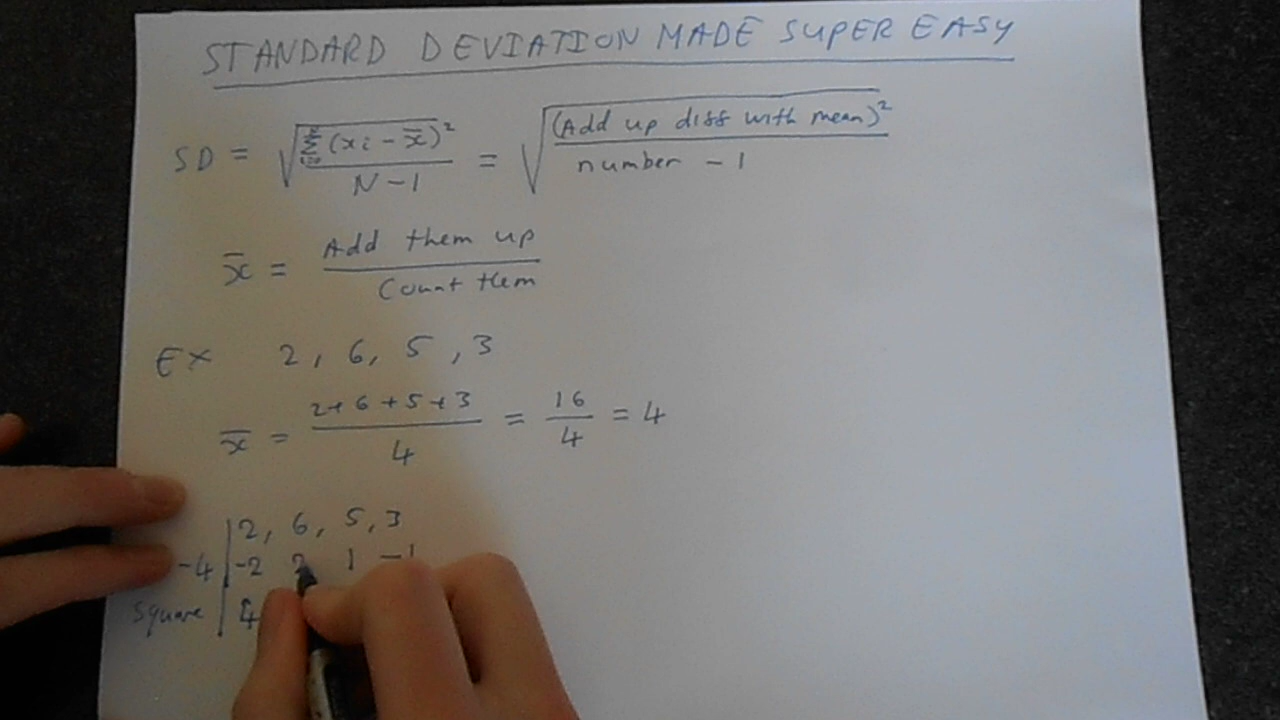 STANDARD DEVIATION MADE SUPER EASY
SD = √(Σ(xi - x̄)² / N - 1) = √((Add up diff with mean)² / number - 1)
x̄ = Add them up / Count them
EX 2, 6, 5, 3
x̄ = 2+6+5+3 / 4 = 16 / 4 = 4
2, 6, 5, 3
-4 -2 2 1 -1
square 4